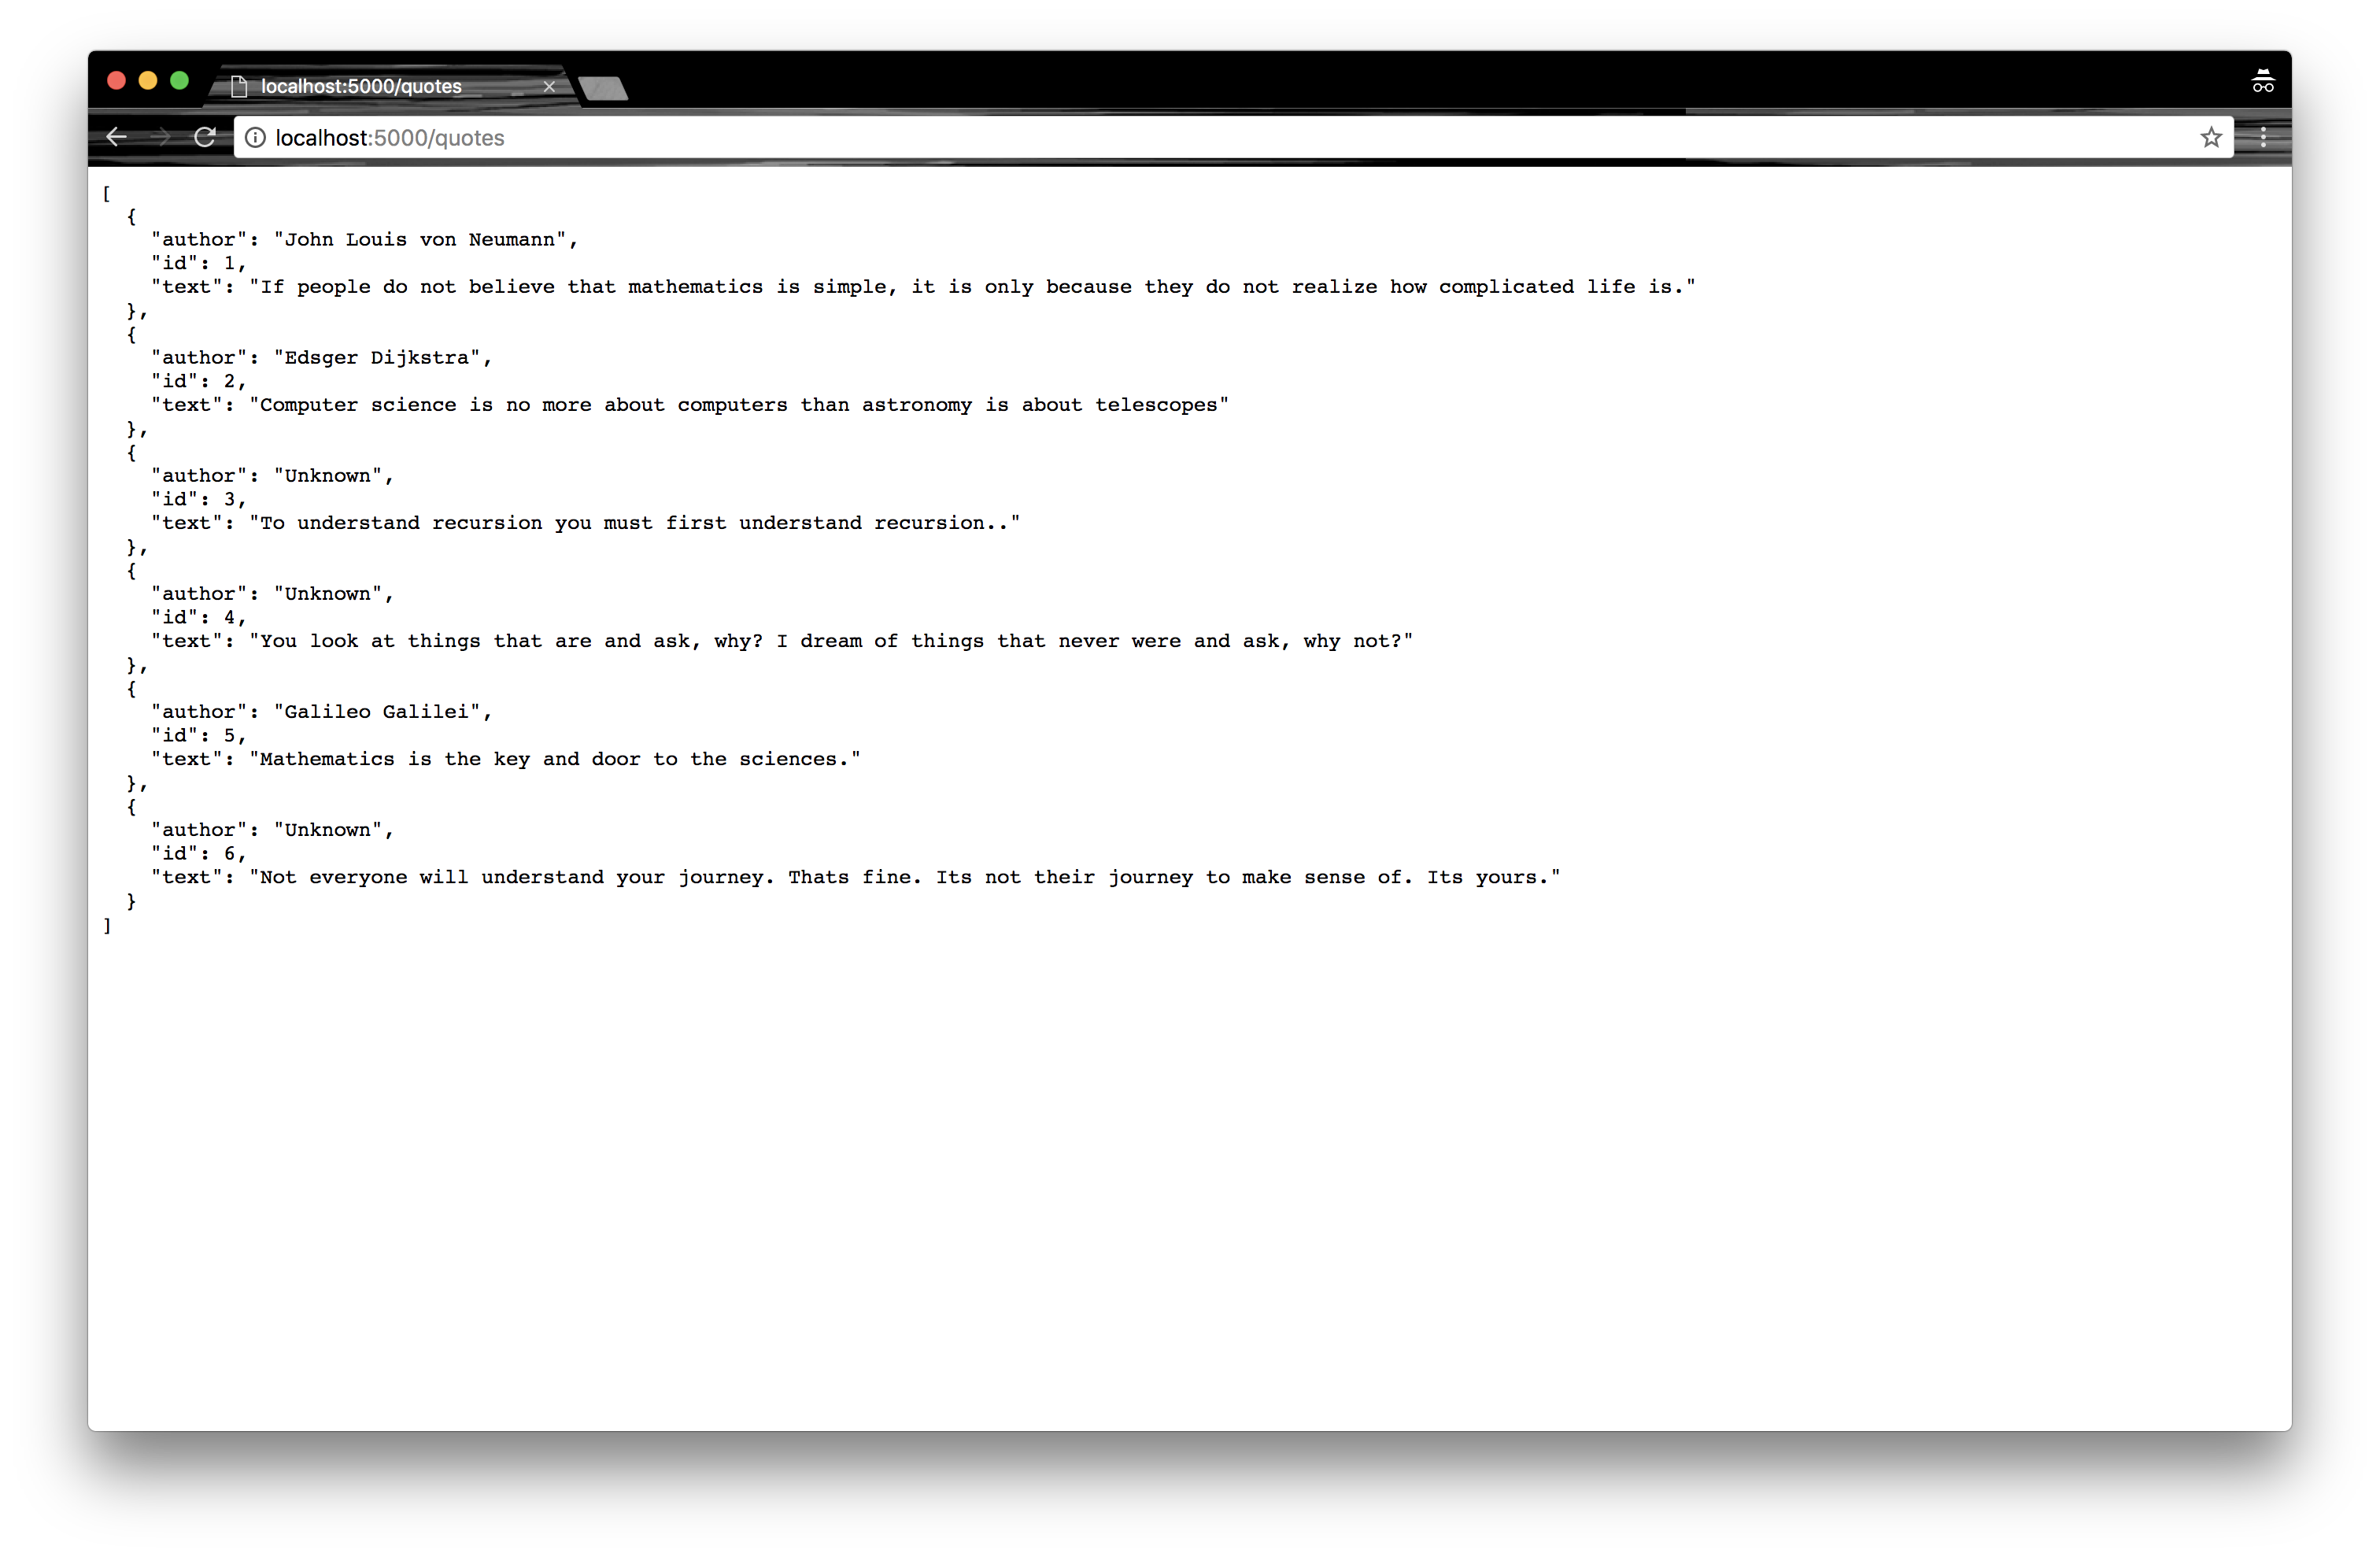 localhost:5000/quotes
localhost:5000/quotes
[
  {
    "author": "John Louis von Neumann",
    "id": 1,
    "text": "If people do not believe that mathematics is simple, it is only because they do not realize how complicated life is."
  },
  {
    "author": "Edsger Dijkstra",
    "id": 2,
    "text": "Computer science is no more about computers than astronomy is about telescopes"
  },
  {
    "author": "Unknown",
    "id": 3,
    "text": "To understand recursion you must first understand recursion.."
  },
  {
    "author": "Unknown",
    "id": 4,
    "text": "You look at things that are and ask, why? I dream of things that never were and ask, why not?"
  },
  {
    "author": "Galileo Galilei",
    "id": 5,
    "text": "Mathematics is the key and door to the sciences."
  },
  {
    "author": "Unknown",
    "id": 6,
    "text": "Not everyone will understand your journey. Thats fine. Its not their journey to make sense of. Its yours."
  }
]